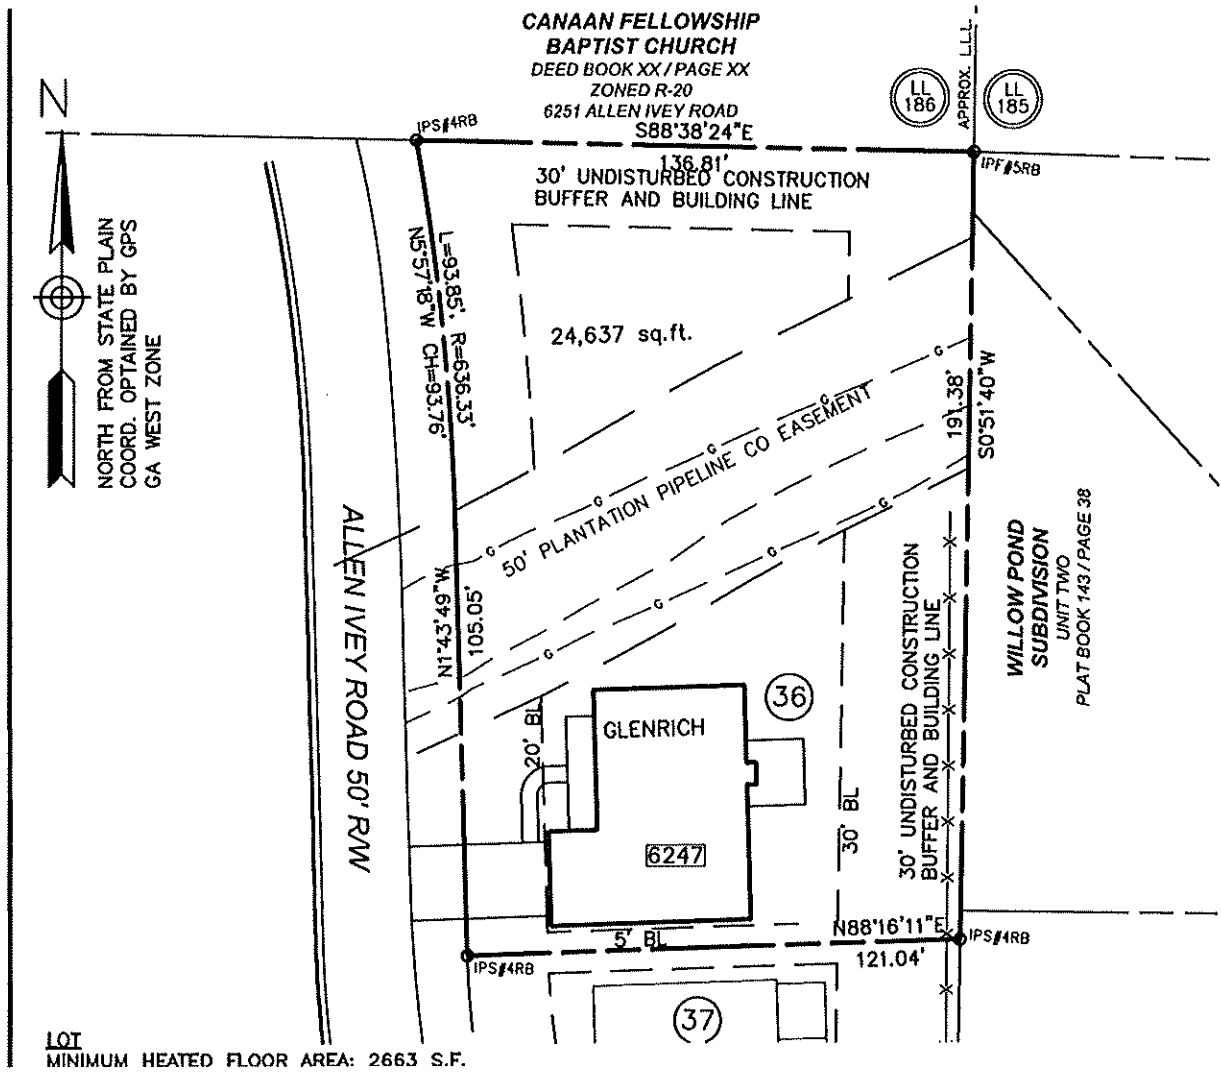 CANAAN FELLOWSHIP
BAPTIST CHURCH
DEED BOOK XX / PAGE XX
ZONED R-20
6251 ALLEN IVEY ROAD
S88°38'24"E
136.81'
30' UNDISTURBED CONSTRUCTION
BUFFER AND BUILDING LINE
IPS#4RB
IPF#5RB
LL
186
APPROX. L.L.L.
LL
185
N
NORTH FROM STATE PLAIN
COORD. OPTAINED BY GPS
GA WEST ZONE
L=93.85', R=636.33'
N5°57'18"W CH=93.76'
24,637 sq.ft.
G
G
G
G
G
50' PLANTATION PIPELINE CO EASEMENT
G
G
G
G
191.38'
S0°51'40"W
ALLEN IVEY ROAD 50' R/W
N1°43'49"W
105.05'
WILLOW POND
SUBDIVISION
UNIT TWO
PLAT BOOK 143 / PAGE 38
30' UNDISTURBED CONSTRUCTION
BUFFER AND BUILDING LINE
20' BL
GLENRICH
36
6247
30' BL
5' BL
N88°16'11"E
121.04'
IPS#4RB
IPS#4RB
37
LOT
MINIMUM HEATED FLOOR AREA: 2663 S.F.